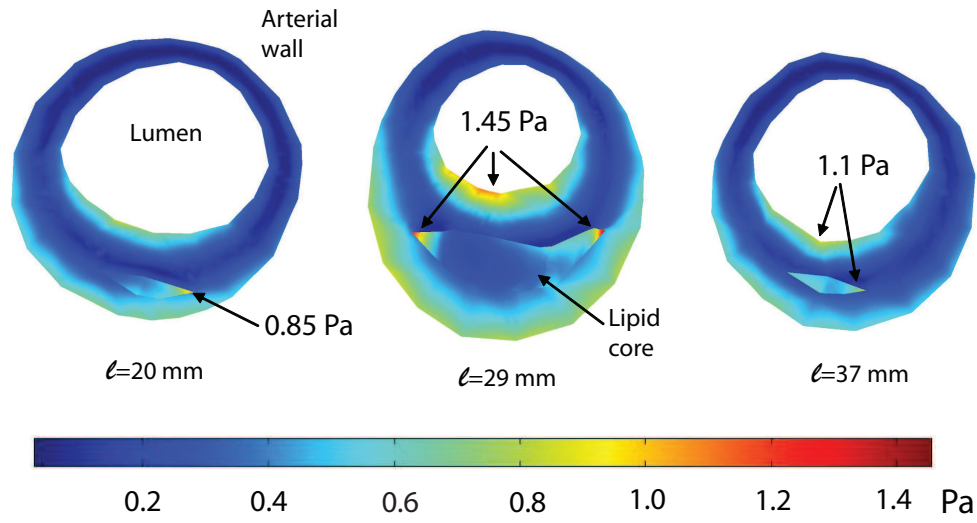 Arterial
wall
Lumen
1.45 Pa
1.1 Pa
0.85 Pa
Lipid
core
ℓ=20 mm
ℓ=29 mm
ℓ=37 mm
0.2 0.4 0.6 0.8 1.0 1.2 1.4 Pa